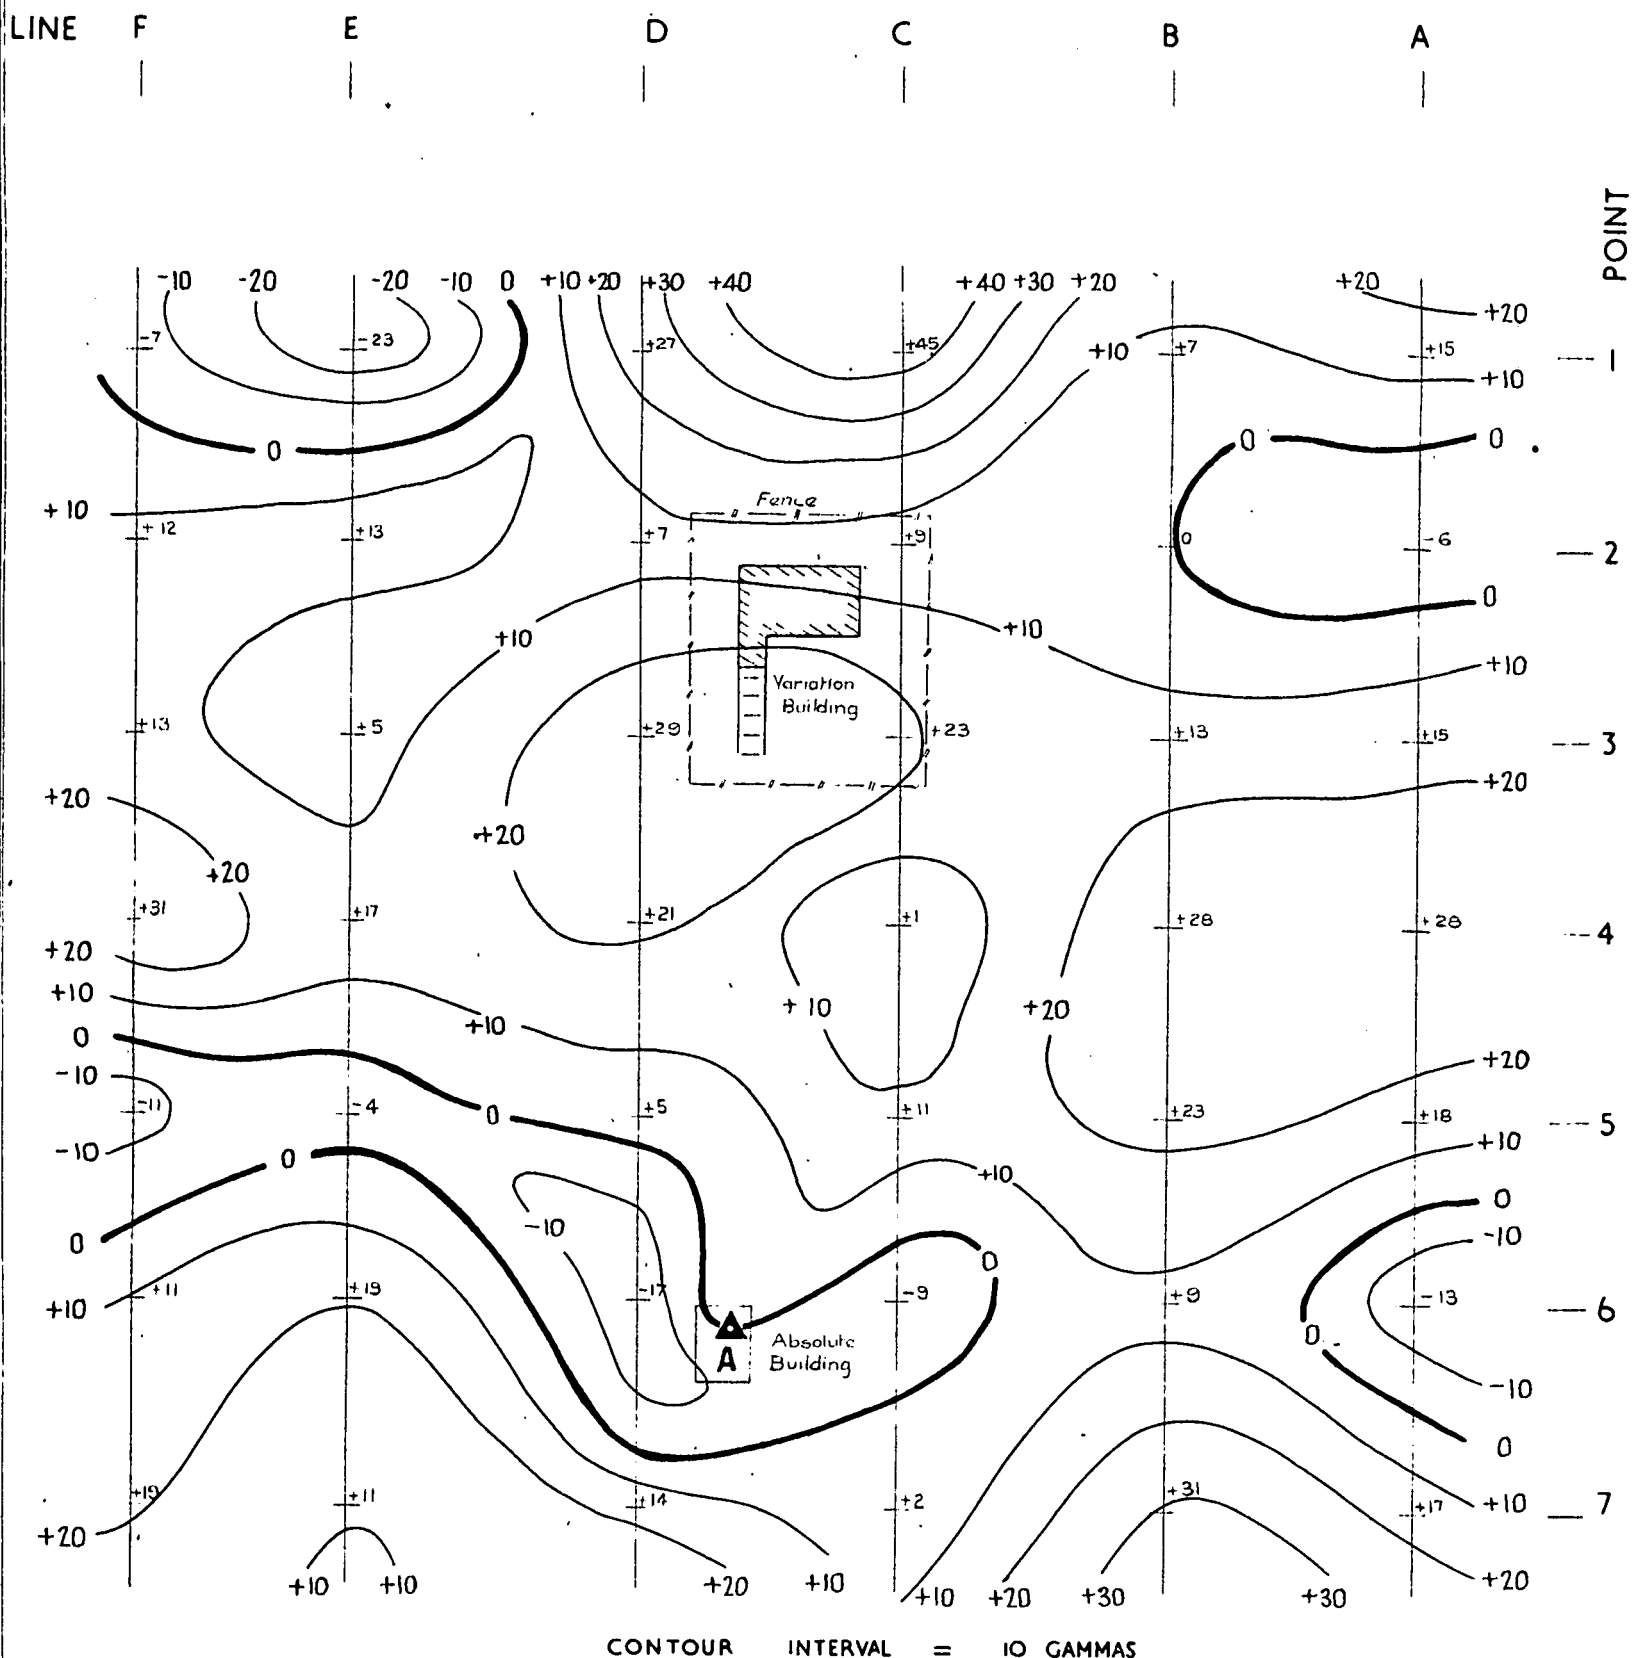 LINE F E D C B A
POINT
-10 -20 -20 -10 0 +10 +20 +30 +40 +40 +30 +20 +20
+20
-7 -23 +27 +45 +10 +7 +15 1
+10
0 0 0
+10
Fence
+12 +13 +7 +9 0 -6 2
0
+10 +10
+10
Variation
Building
+13 +5 +29 +23 +13 +15 3
+20 +20
+20
+20
+31 +17 +21 +1 +28 +28 4
+20
+10 +10 +20
+10
0
-10 +20
-11 -4 0 +5 +11 +23 +18 5
-10 +10
0 +10
0
-10
0 0 -10
+10 +11 +19 -17 -9 +9 -13 6
A
Absolute
Building
0
-10
0
+19 +11 +14 +2 +31 +17 +10 7
+20
+10 +10 +20 +10 +10 +20 +30 +30 +20
CONTOUR INTERVAL = 10 GAMMAS